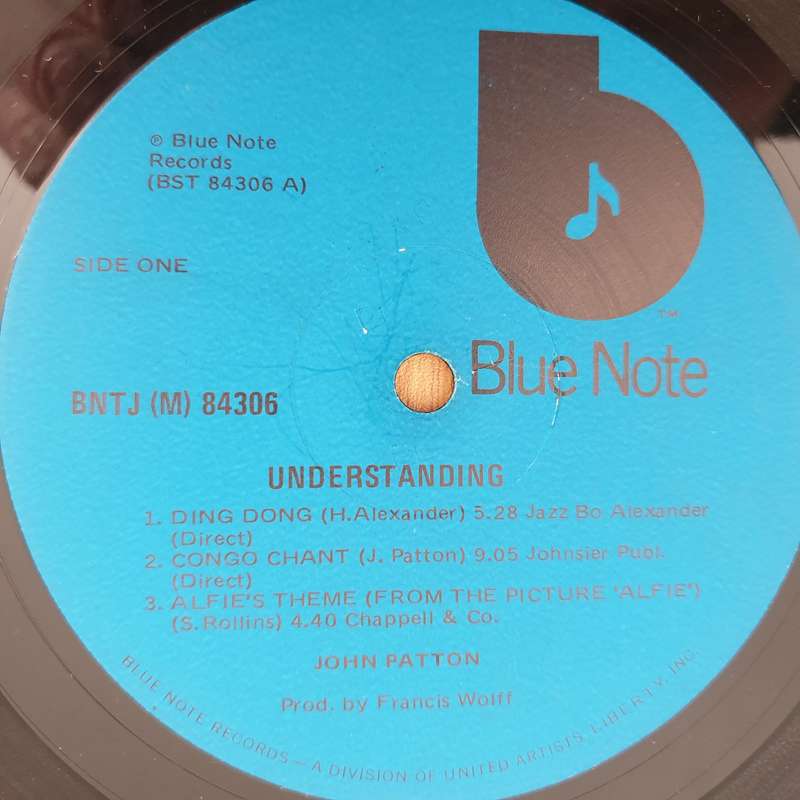 ℗ Blue Note
Records
(BST 84306 A)
SIDE ONE
TM
Blue Note
BNTJ (M) 84306
UNDERSTANDING
1. DING DONG (H.Alexander) 5.28 Jazz Bo Alexander
(Direct)
2. CONGO CHANT (J. Patton) 9.05 Johnsier Publ.
(Direct)
3. ALFIE'S THEME (FROM THE PICTURE 'ALFIE')
(S.Rollins) 4.40 Chappell & Co.
JOHN PATTON
Prod. by Francis Wolff
BLUE NOTE RECORDS — A DIVISION OF UNITED ARTISTS, LIBERTY, INC.